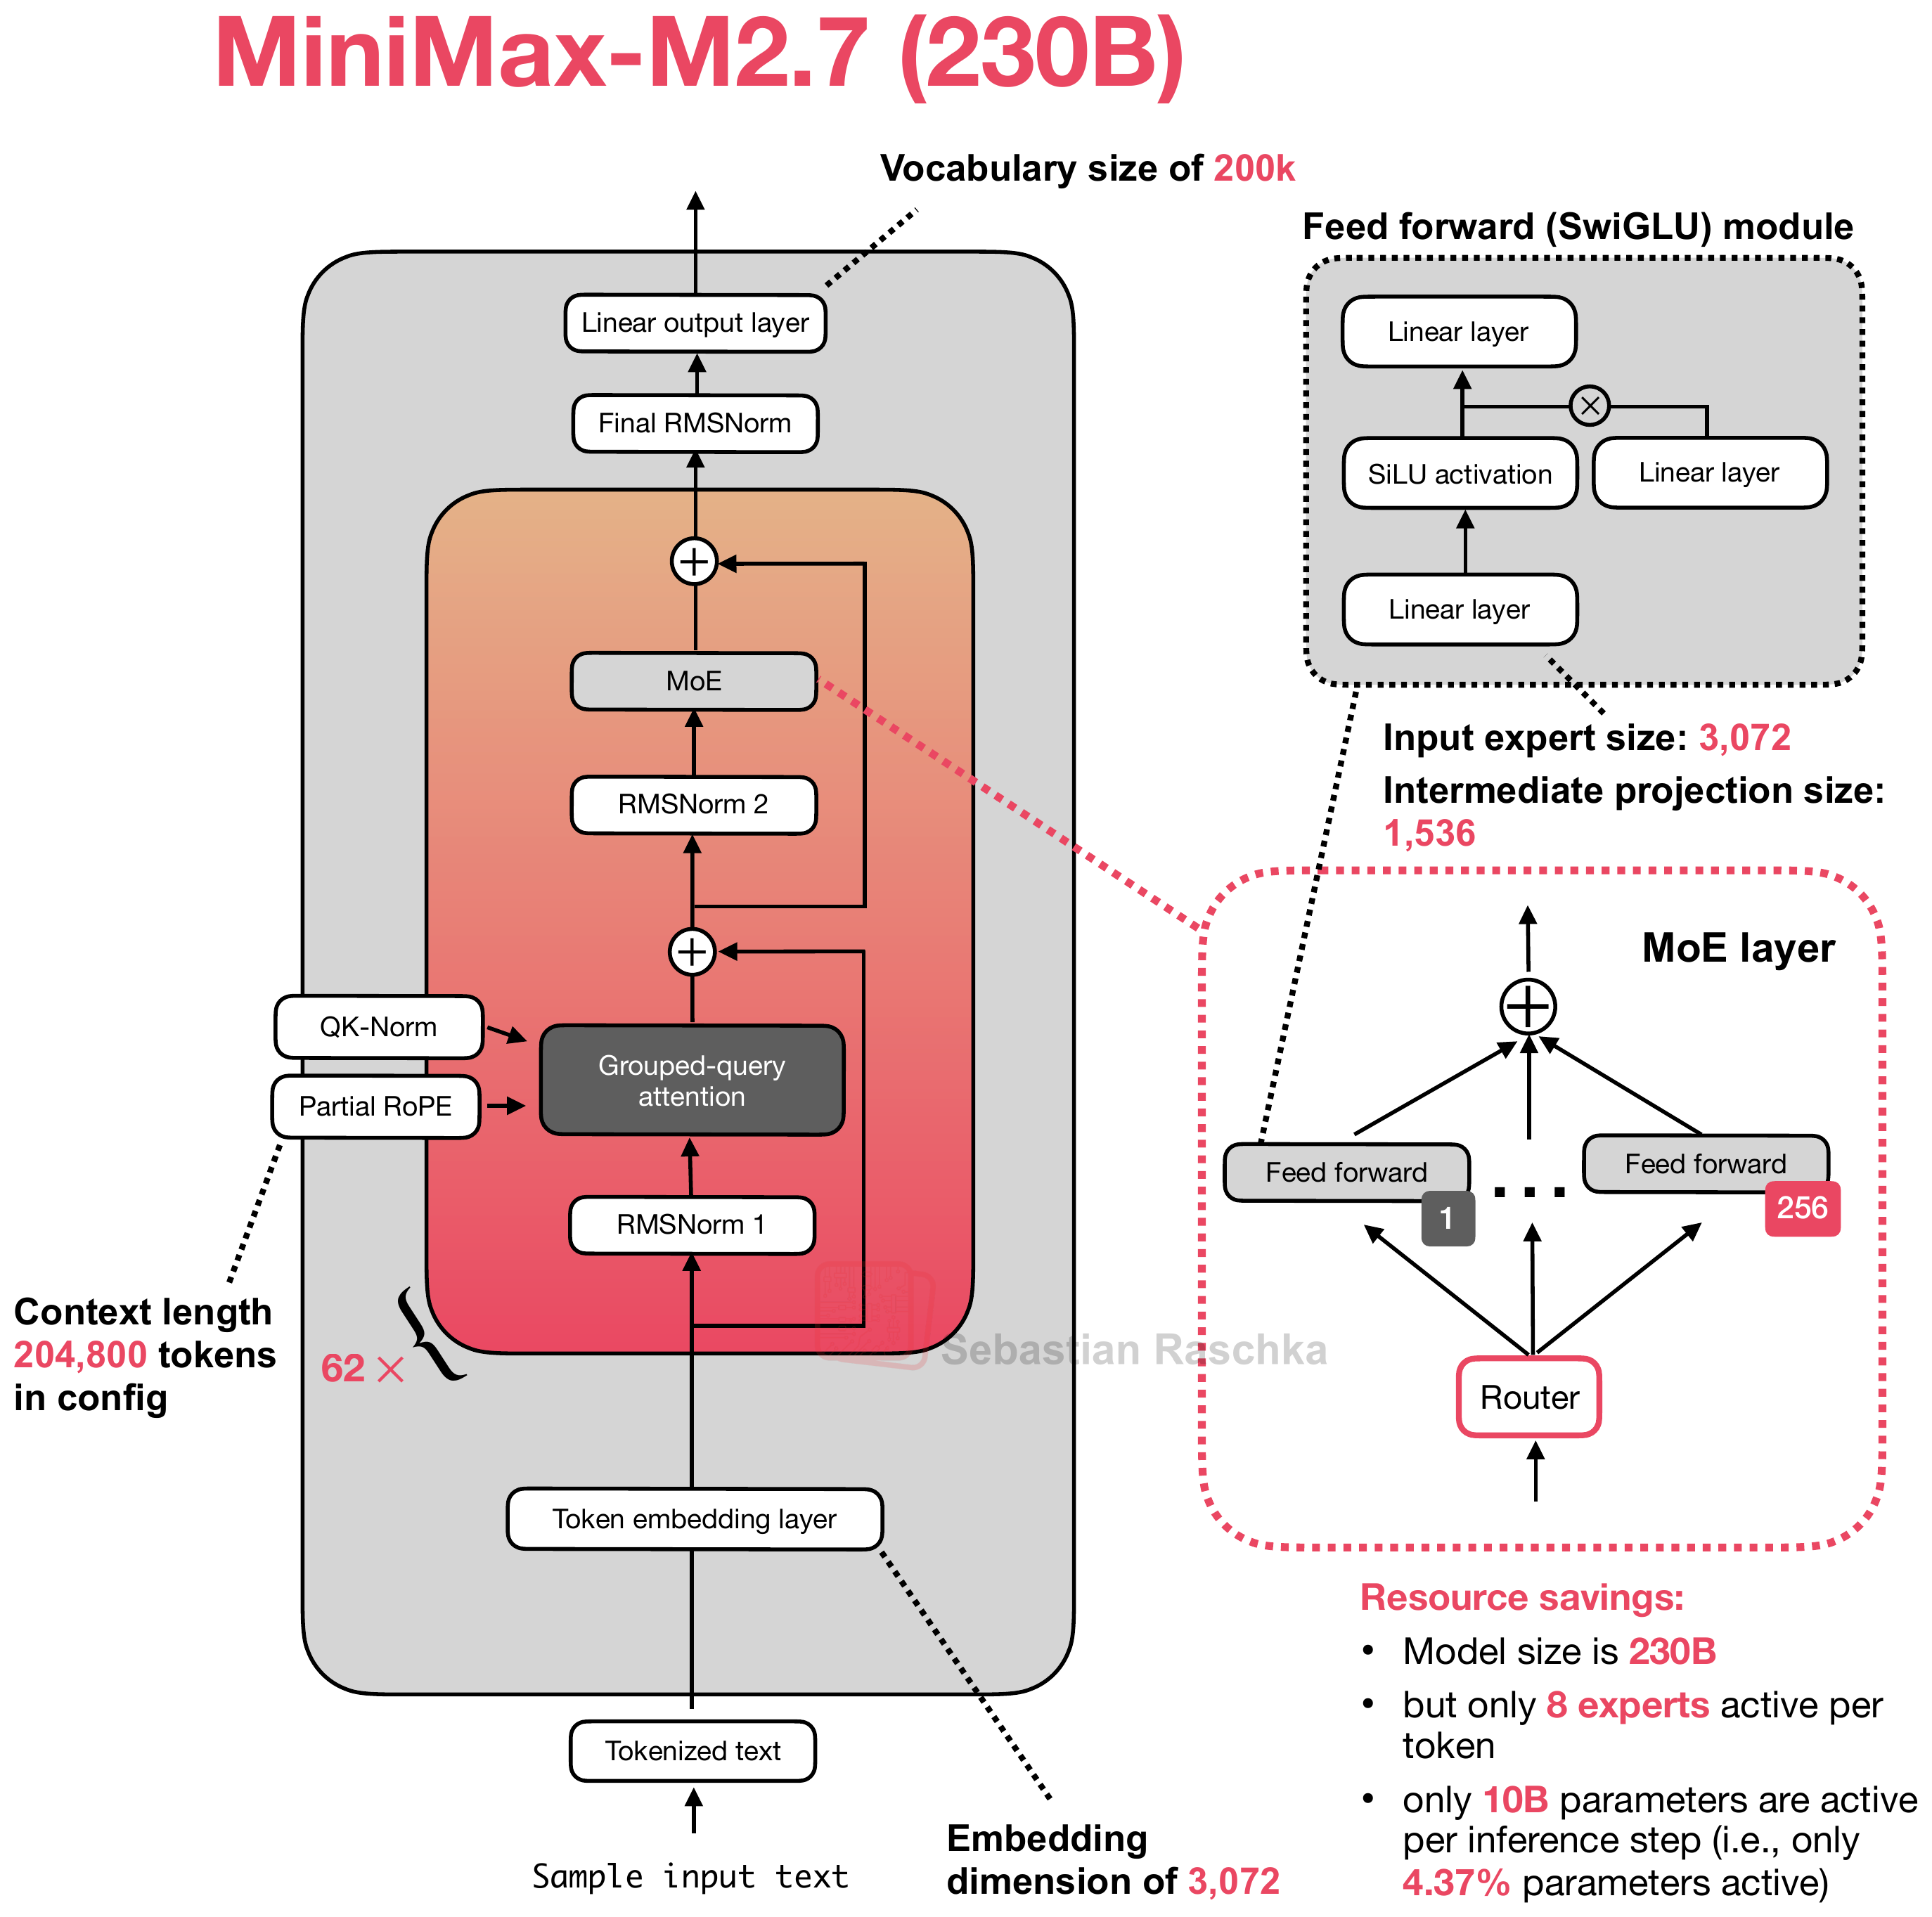 MiniMax-M2.7 (230B)
Vocabulary size of 200k
Linear output layer
Final RMSNorm
MoE
RMSNorm 2
QK-Norm
Partial RoPE
Grouped-query
attention
RMSNorm 1
Context length
204,800 tokens
in config
62 ×
Sebastian Raschka
Token embedding layer
Tokenized text
Sample input text
Embedding
dimension of 3,072
Feed forward (SwiGLU) module
Linear layer
SiLU activation
Linear layer
Linear layer
Input expert size: 3,072
Intermediate projection size:
1,536
MoE layer
Feed forward
1
. . .
Feed forward
256
Router
Resource savings:
• Model size is 230B
• but only 8 experts active per
token
• only 10B parameters are active
per inference step (i.e., only
4.37% parameters active)